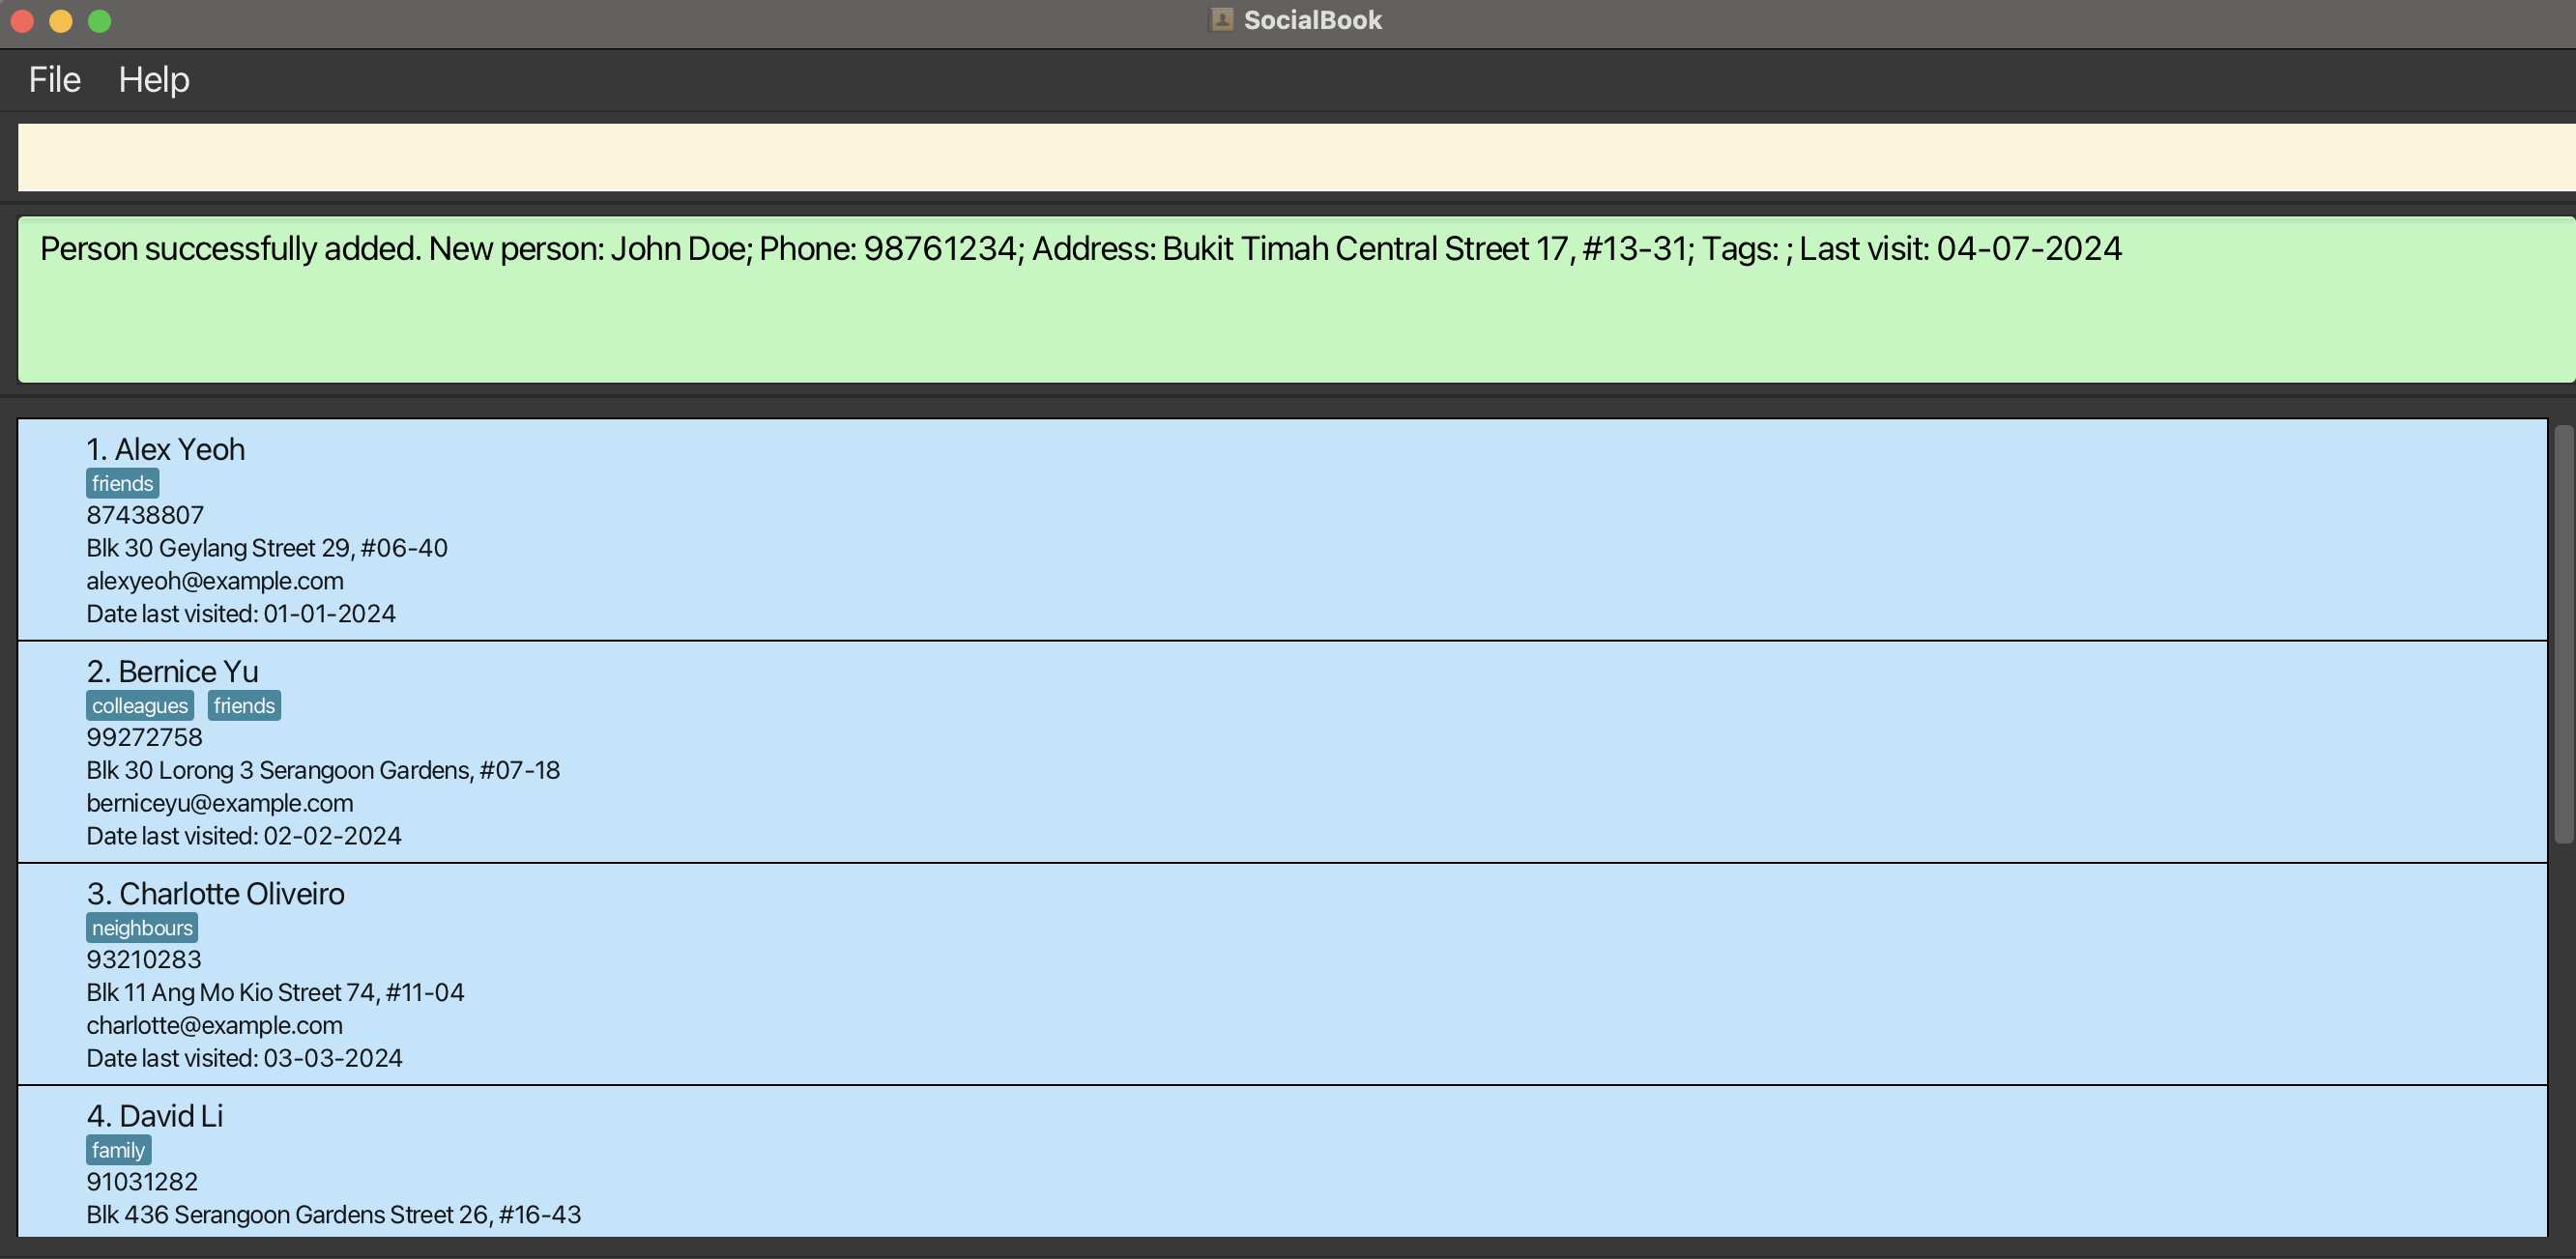 SocialBook
File Help
Person successfully added. New person: John Doe; Phone: 98761234; Address: Bukit Timah Central Street 17, #13-31; Tags: ; Last visit: 04-07-2024
1. Alex Yeoh
friends
87438807
Blk 30 Geylang Street 29, #06-40
alexyeoh@example.com
Date last visited: 01-01-2024
2. Bernice Yu
colleagues friends
99272758
Blk 30 Lorong 3 Serangoon Gardens, #07-18
berniceyu@example.com
Date last visited: 02-02-2024
3. Charlotte Oliveiro
neighbours
93210283
Blk 11 Ang Mo Kio Street 74, #11-04
charlotte@example.com
Date last visited: 03-03-2024
4. David Li
family
91031282
Blk 436 Serangoon Gardens Street 26, #16-43